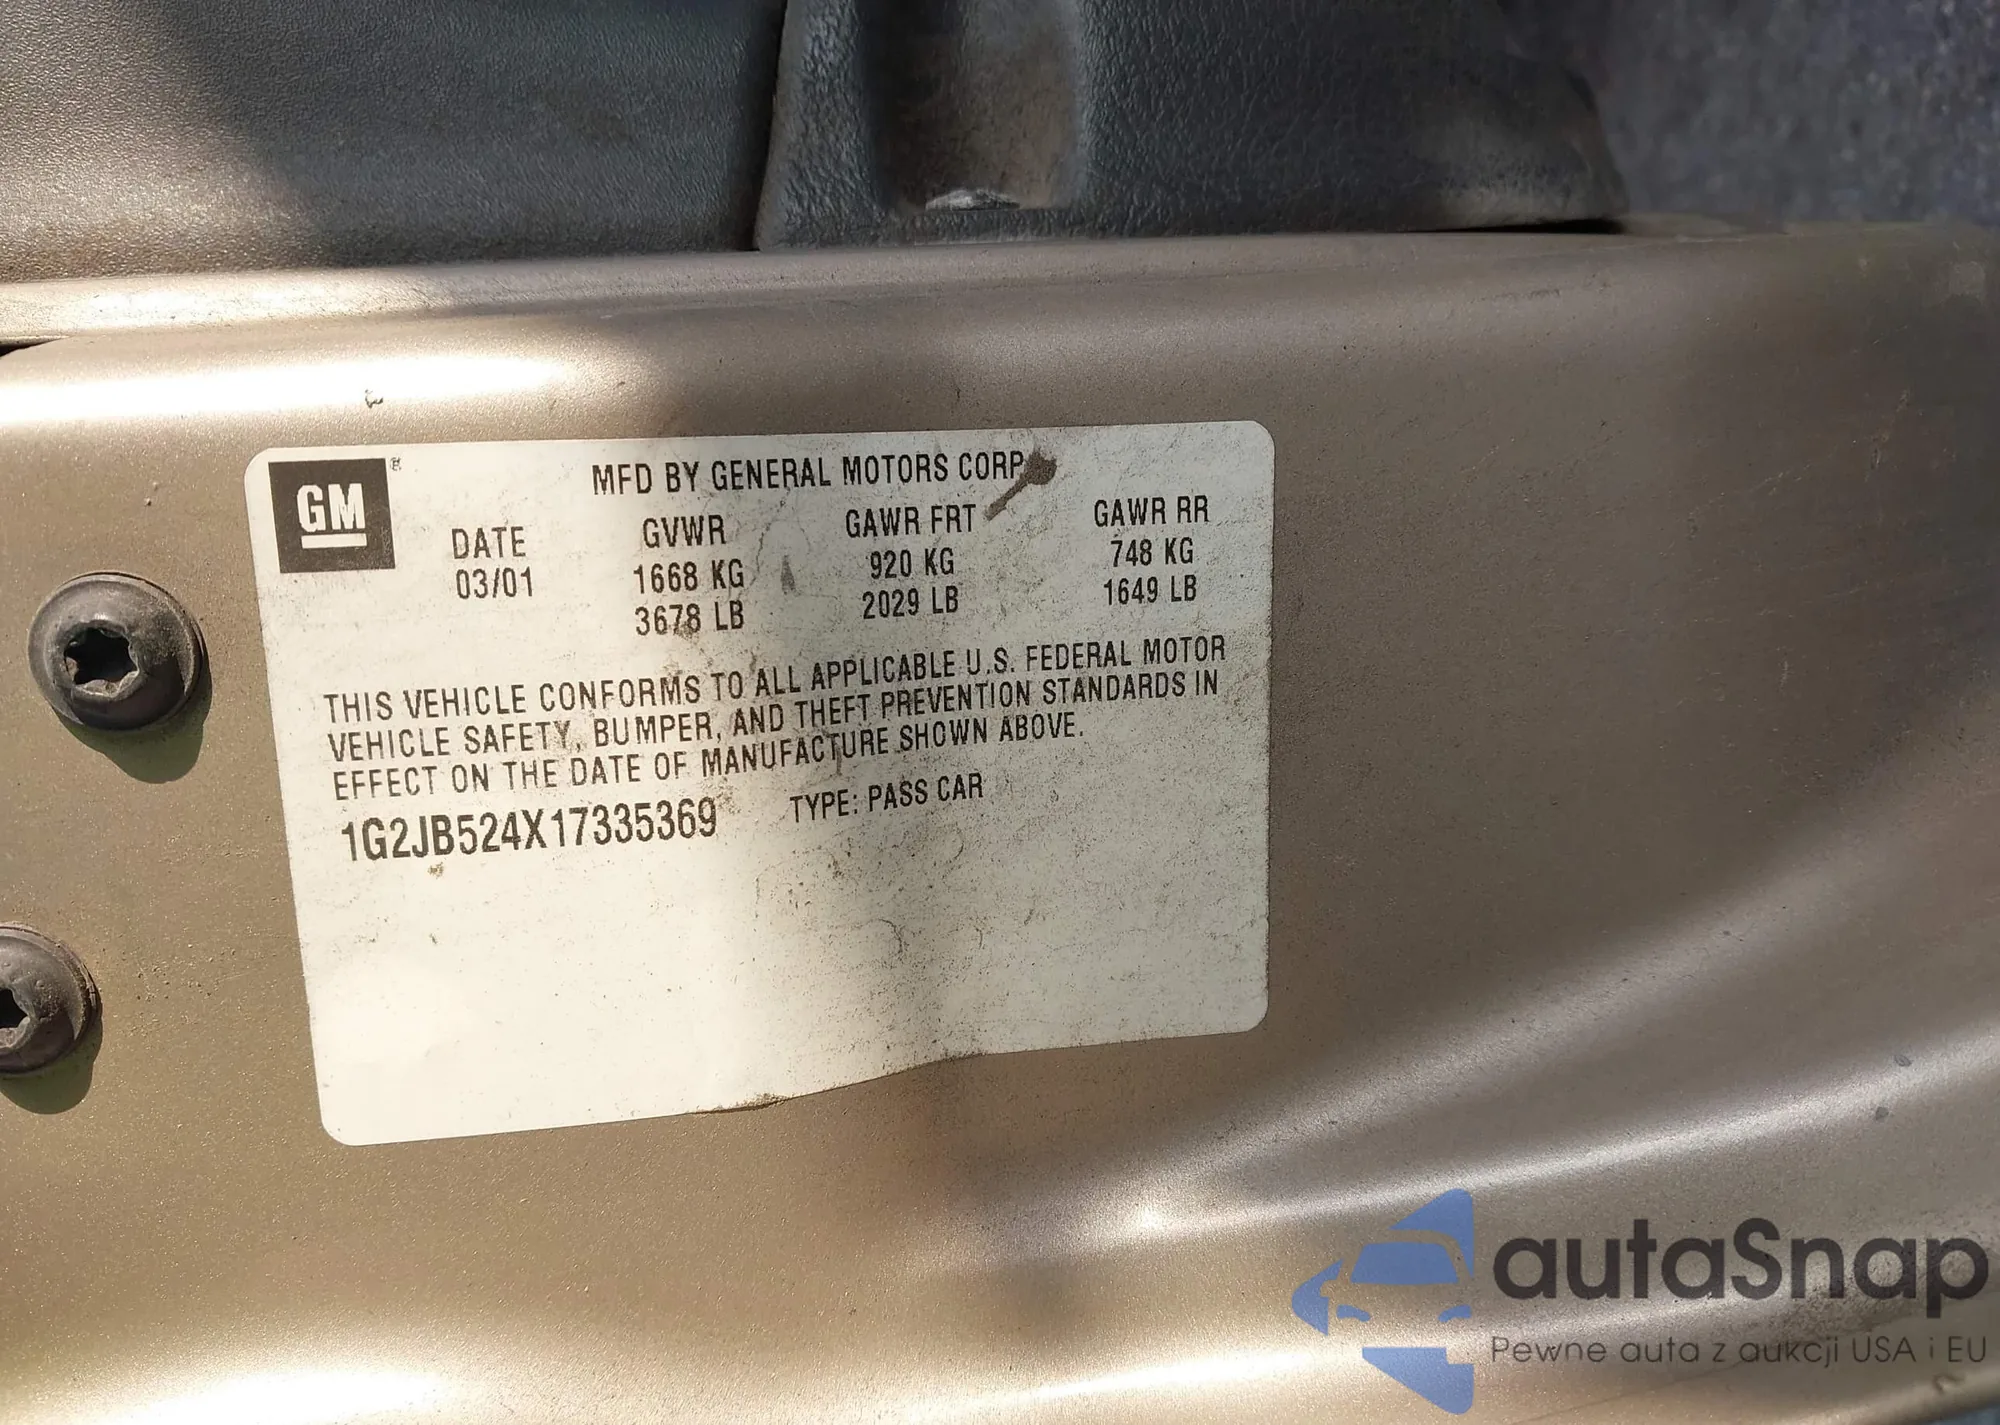 GM ®
MFD BY GENERAL MOTORS CORP
DATE GVWR GAWR FRT GAWR RR
03/01 1668 KG 920 KG 748 KG
3678 LB 2029 LB 1649 LB
THIS VEHICLE CONFORMS TO ALL APPLICABLE U.S. FEDERAL MOTOR
VEHICLE SAFETY, BUMPER, AND THEFT PREVENTION STANDARDS IN
EFFECT ON THE DATE OF MANUFACTURE SHOWN ABOVE.
1G2JB524X17335369 TYPE: PASS CAR
autaSnap
Pewne auta z aukcji USA i EU